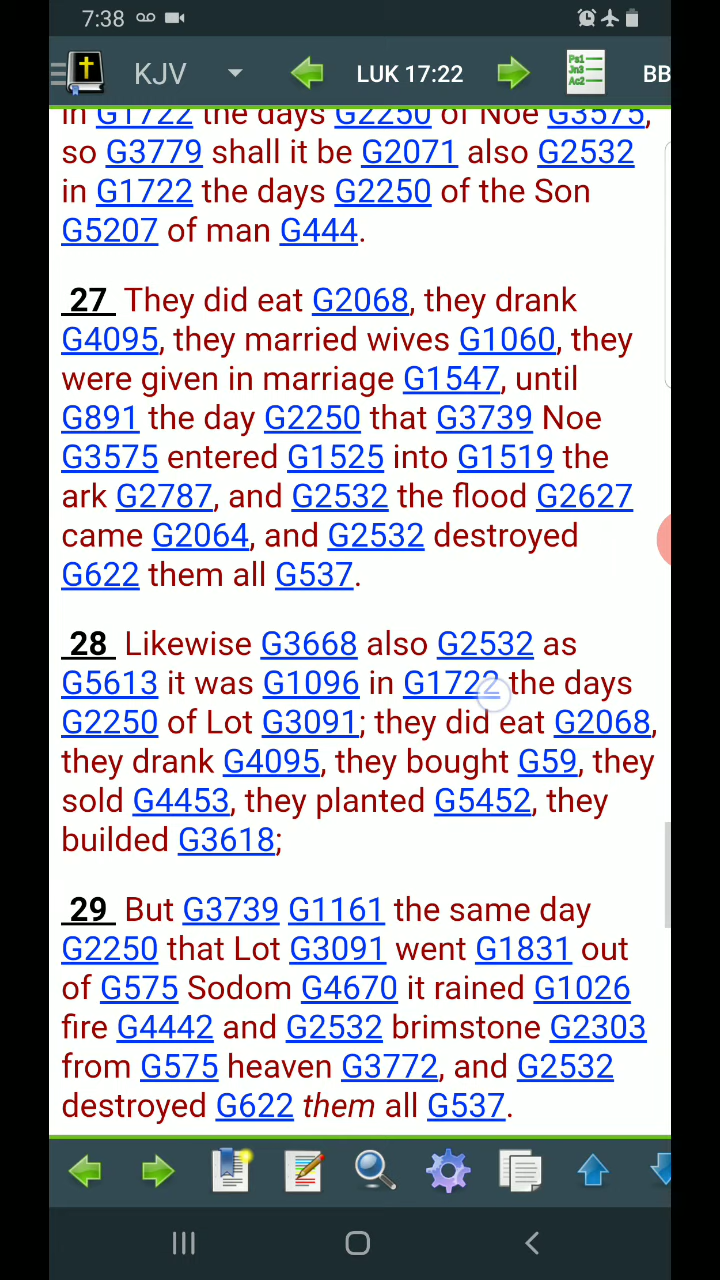 7:38
KJV
LUK 17:22
BB
Ps1
Jn3
Ac2
in G1722 the days G2250 of Noe G3575,
so G3779 shall it be G2071 also G2532
in G1722 the days G2250 of the Son
G5207 of man G444.
27 They did eat G2068, they drank
G4095, they married wives G1060, they
were given in marriage G1547, until
G891 the day G2250 that G3739 Noe
G3575 entered G1525 into G1519 the
ark G2787, and G2532 the flood G2627
came G2064, and G2532 destroyed
G622 them all G537.
28 Likewise G3668 also G2532 as
G5613 it was G1096 in G1722 the days
G2250 of Lot G3091; they did eat G2068,
they drank G4095, they bought G59, they
sold G4453, they planted G5452, they
builded G3618;
29 But G3739 G1161 the same day
G2250 that Lot G3091 went G1831 out
of G575 Sodom G4670 it rained G1026
fire G4442 and G2532 brimstone G2303
from G575 heaven G3772, and G2532
destroyed G622 them all G537.